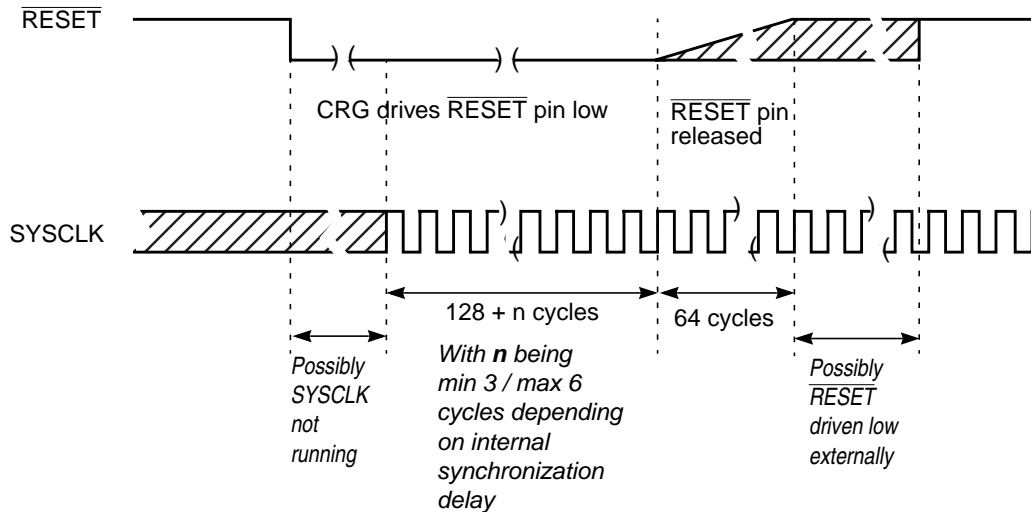 RESET
CRG drives RESET pin low
RESET pin
released
SYSCLK
128 + n cycles
64 cycles
Possibly
SYSCLK
not
running
With n being
min 3 / max 6
cycles depending
on internal
synchronization
delay
Possibly
RESET
driven low
externally